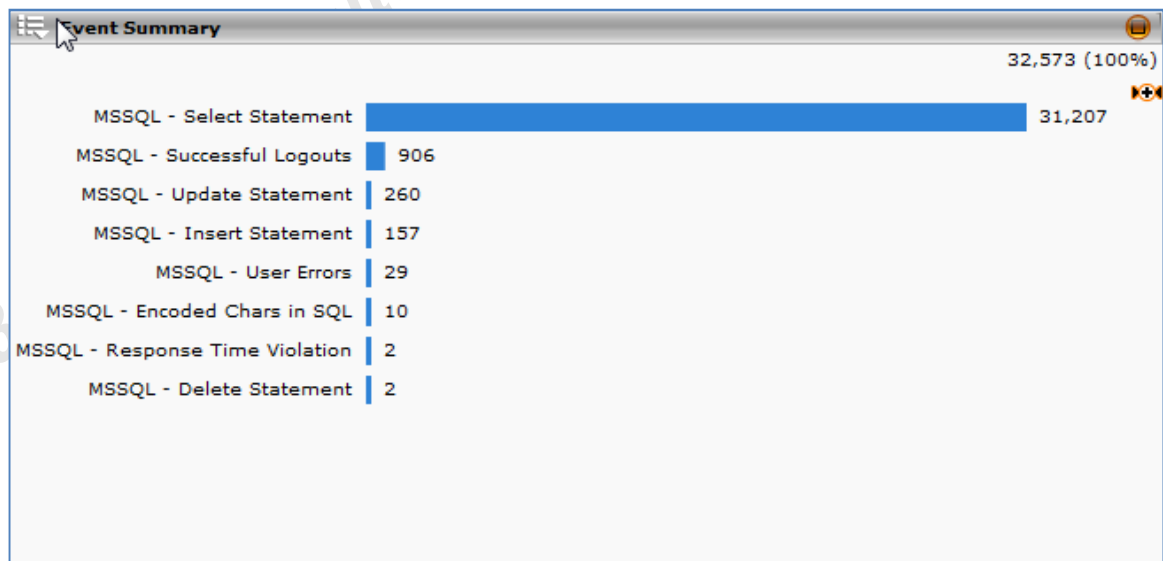 Event Summary
32,573 (100%)
MSSQL - Select Statement 31,207
MSSQL - Successful Logouts 906
MSSQL - Update Statement 260
MSSQL - Insert Statement 157
MSSQL - User Errors 29
MSSQL - Encoded Chars in SQL 10
MSSQL - Response Time Violation 2
MSSQL - Delete Statement 2